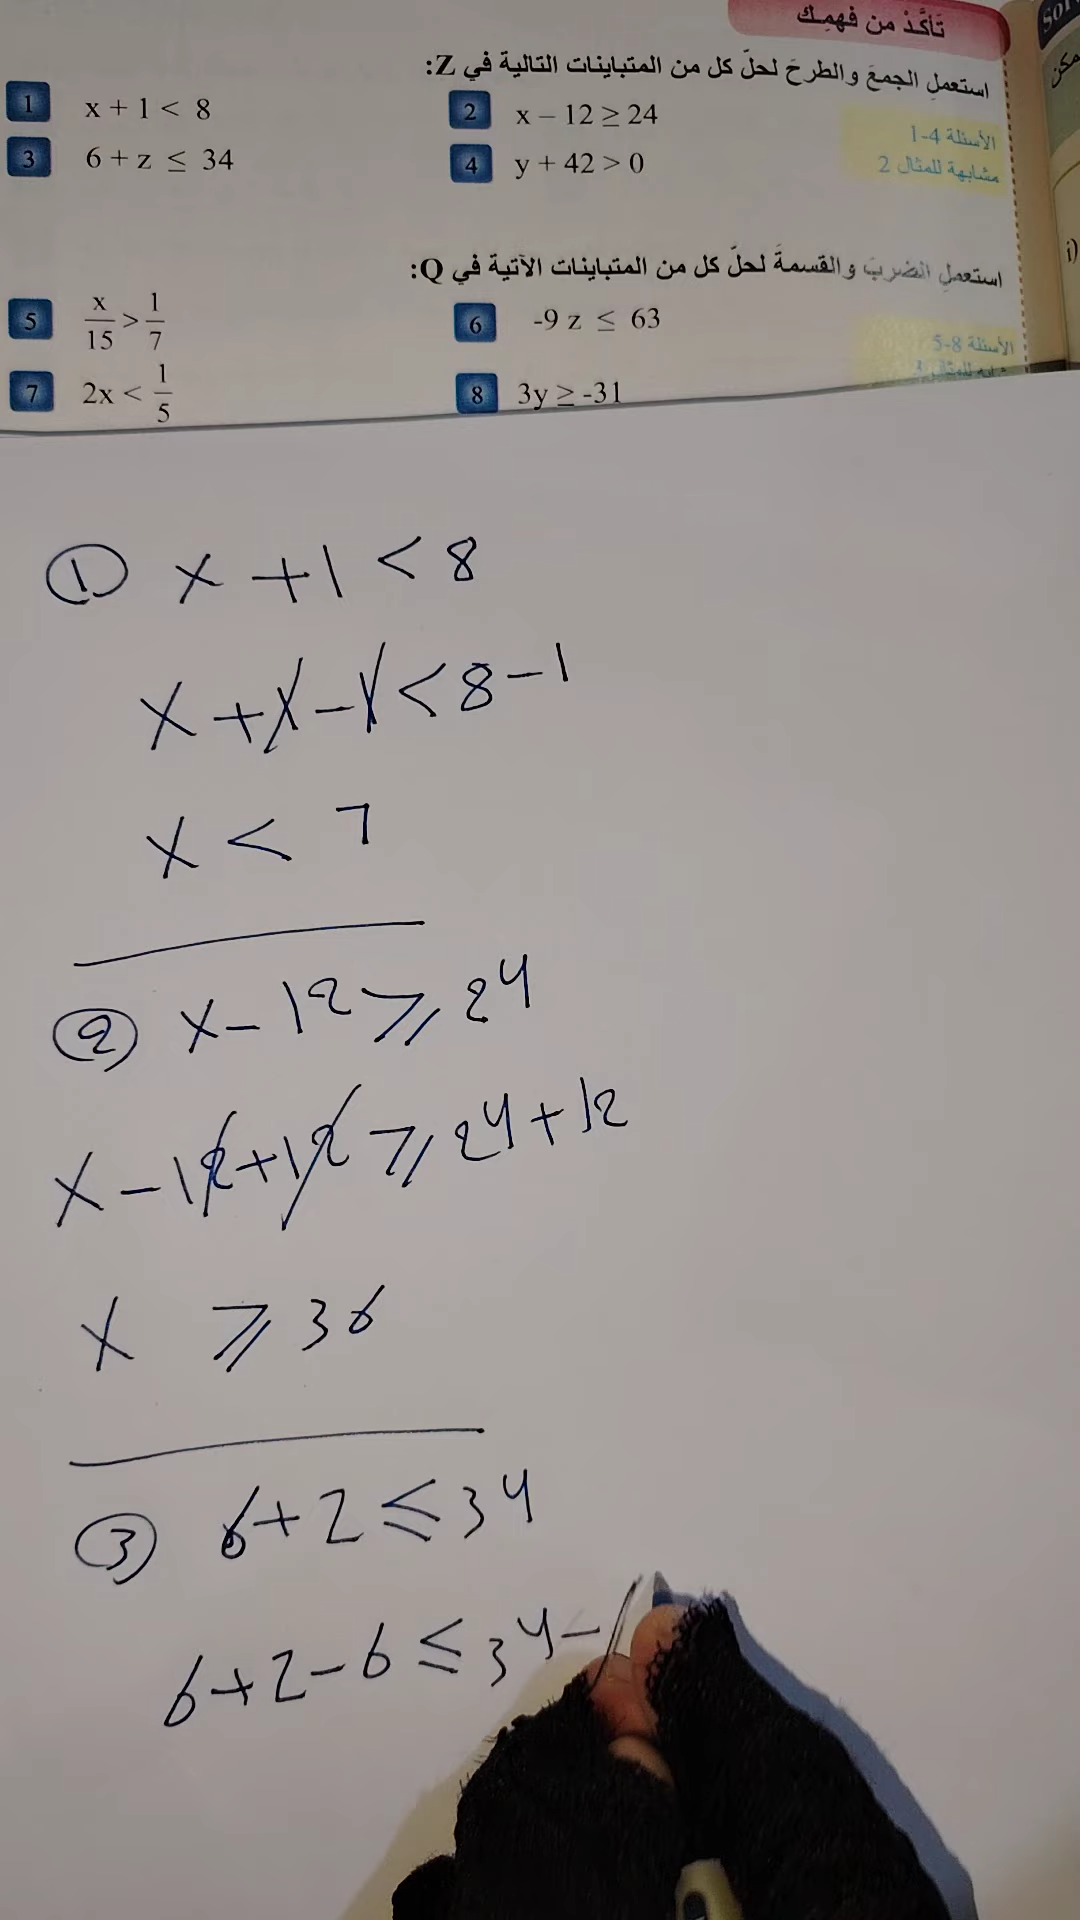 تَأكَّدْ من فهمِك
استعملِ الجمعَ والطرحَ لحلّ كل من المتباينات التالية في Z:
1 x + 1 < 8
2 x – 12 ≥ 24
الأسئلة 4-1
3 6 + z ≤ 34
4 y + 42 > 0
مشابهة للمثال 2
استعملِ الضربَ والقسمةَ لحلّ كل من المتباينات الآتية في Q:
5 x/15 > 1/7
6 -9 z ≤ 63
الأسئلة 8-5
7 2x < 1/5
8 3y ≥ -31
① x + 1 < 8
x + 1 - 1 < 8 - 1
x < 7
② x - 12 ≥ 24
x - 12 + 12 ≥ 24 + 12
x ≥ 36
③ 6 + z ≤ 34
6 + z - 6 ≤ 34 -